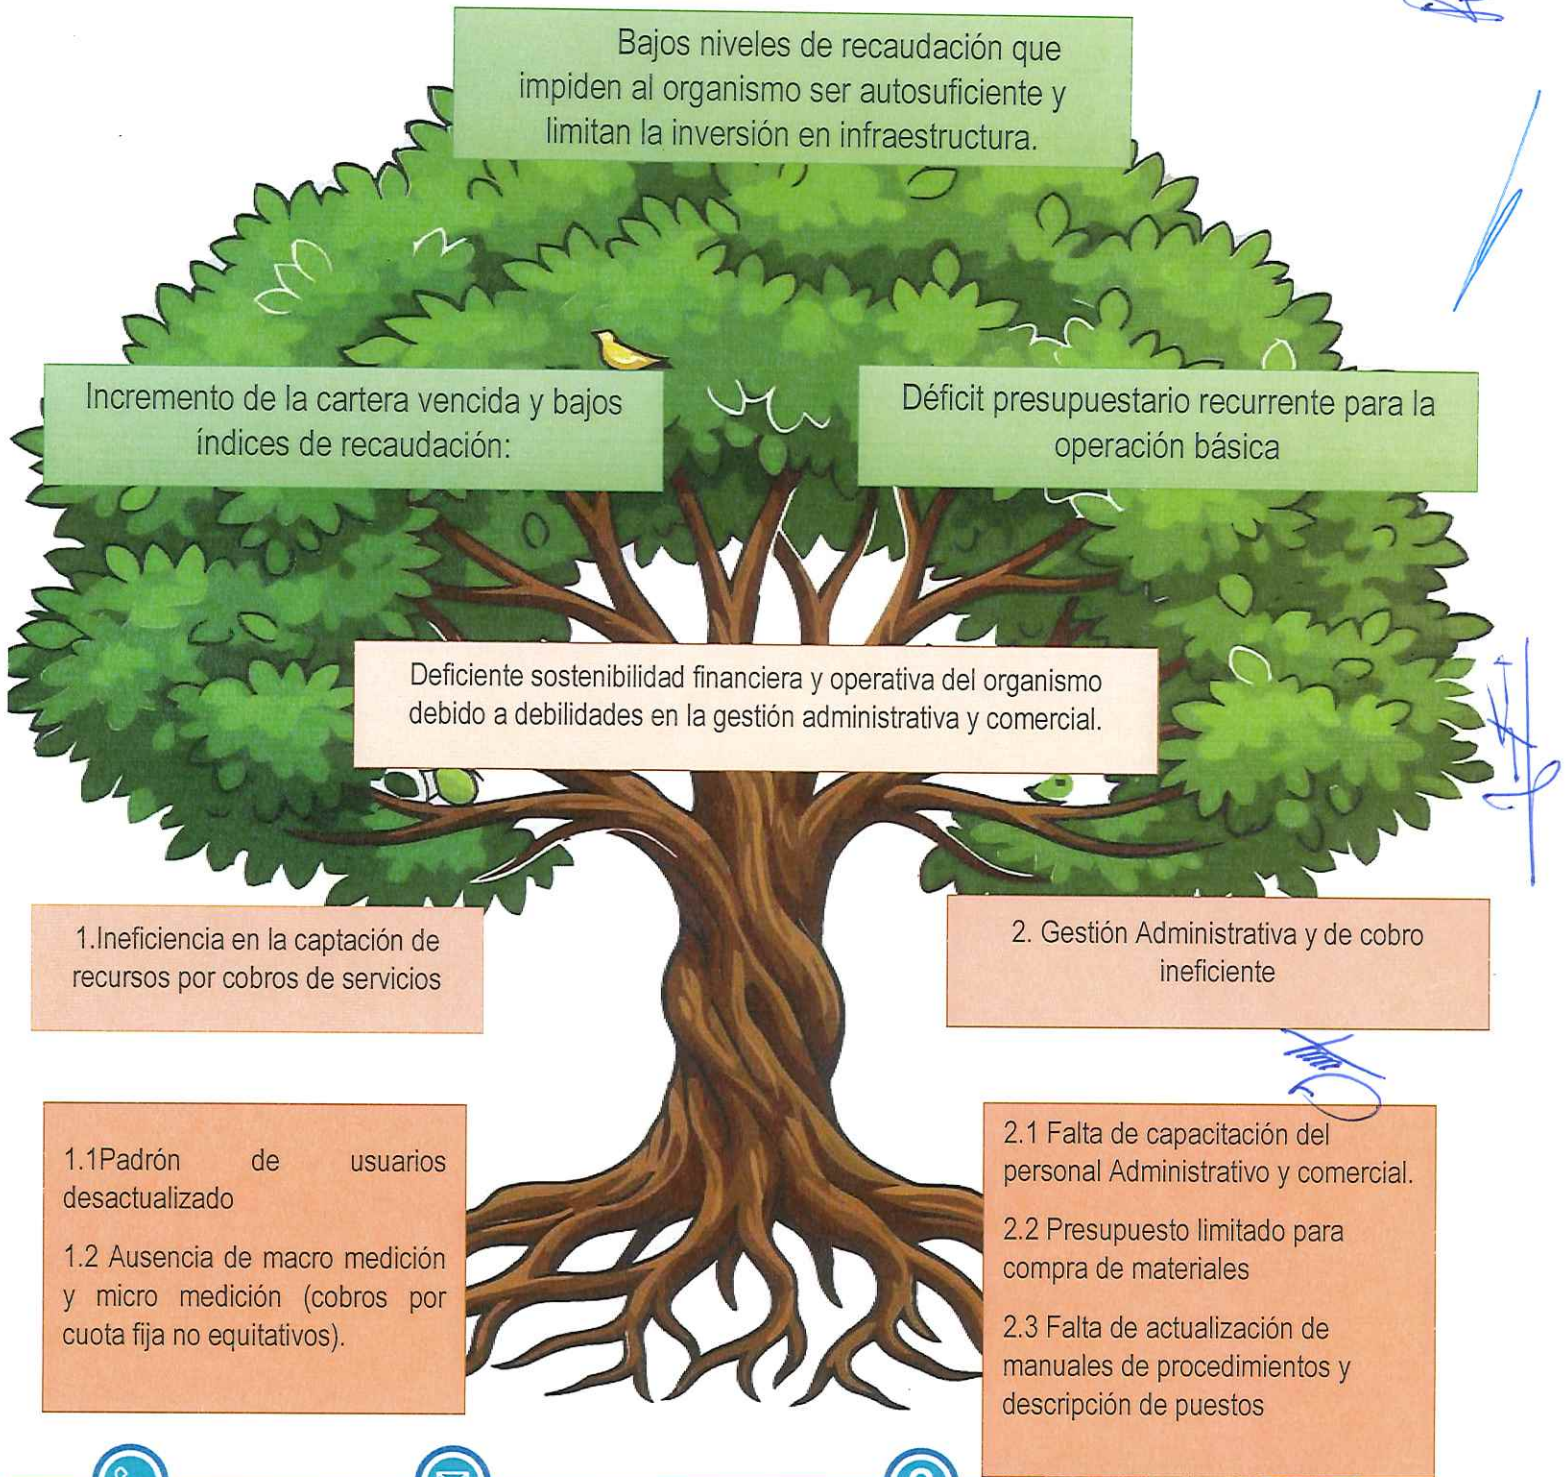 Bajos niveles de recaudación que
impiden al organismo ser autosuficiente y
limitan la inversión en infraestructura.
Incremento de la cartera vencida y bajos
índices de recaudación:
Déficit presupuestario recurrente para la
operación básica
Deficiente sostenibilidad financiera y operativa del organismo
debido a debilidades en la gestión administrativa y comercial.
1.Ineficiencia en la captación de
recursos por cobros de servicios
2. Gestión Administrativa y de cobro
ineficiente
1.1Padrón de usuarios
desactualizado
1.2 Ausencia de macro medición
y micro medición (cobros por
cuota fija no equitativos).
2.1 Falta de capacitación del
personal Administrativo y comercial.
2.2 Presupuesto limitado para
compra de materiales
2.3 Falta de actualización de
manuales de procedimientos y
descripción de puestos